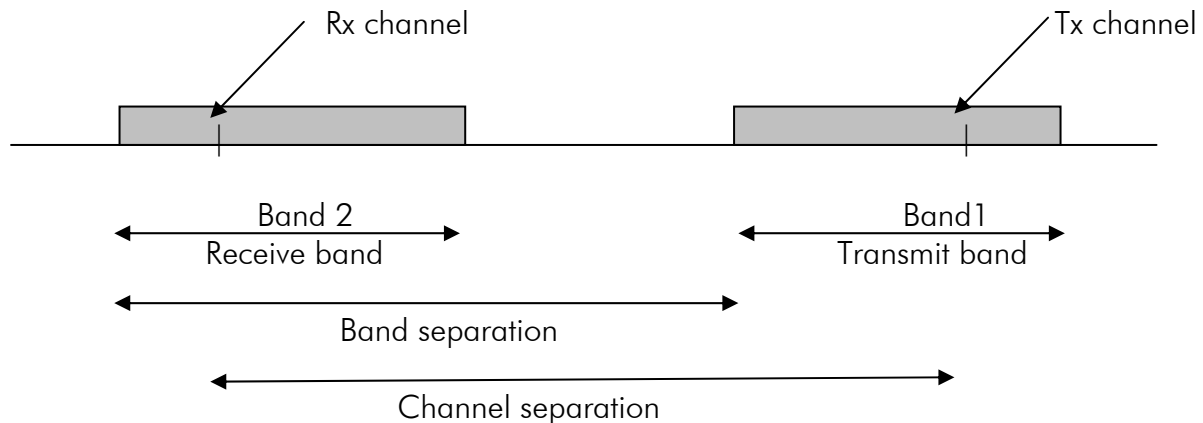 Rx channel
Tx channel
Band 2
Receive band
Band1
Transmit band
Band separation
Channel separation